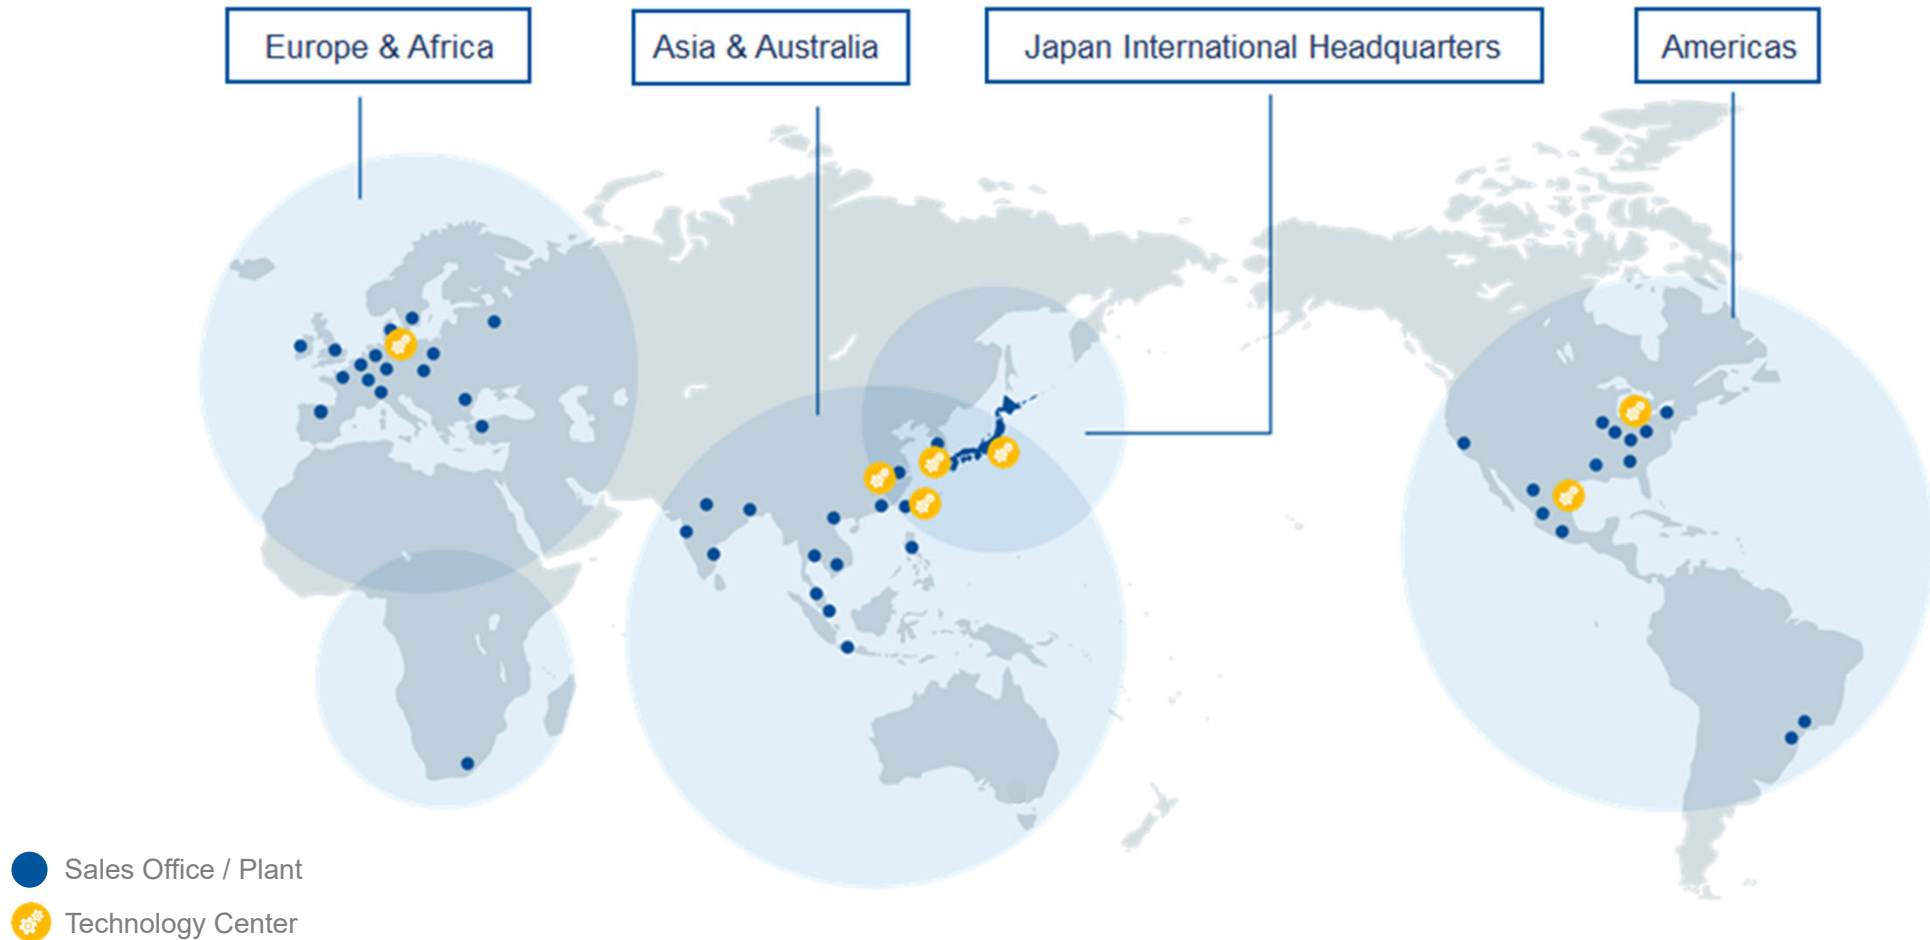 Europe & Africa
Asia & Australia
Japan International Headquarters
Americas
Sales Office / Plant
Technology Center